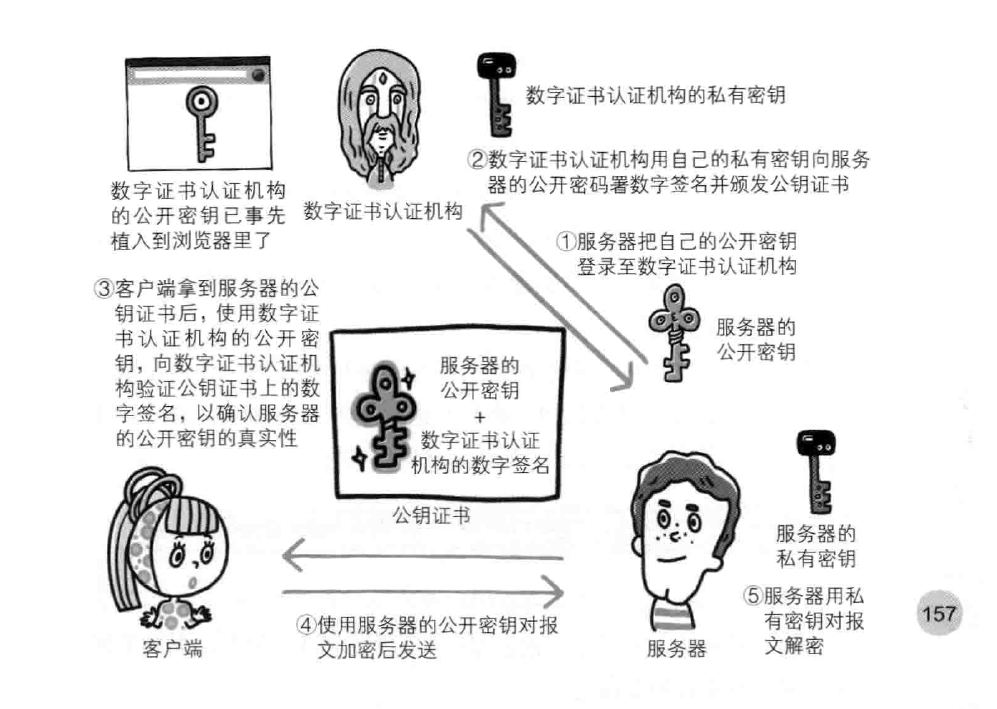 数字证书认证机构的私有密钥
②数字证书认证机构用自己的私有密钥向服务
器的公开密码署数字签名并颁发公钥证书
数字证书认证机构
的公开密钥已事先
植入到浏览器里了
数字证书认证机构
①服务器把自己的公开密钥
登录至数字证书认证机构
③客户端拿到服务器的公
钥证书后，使用数字证
书认证机构的公开密
钥，向数字证书认证机
构验证公钥证书上的数
字签名，以确认服务器
的公开密钥的真实性
服务器的
公开密钥
服务器的
公开密钥
+
数字证书认证
机构的数字签名
公钥证书
服务器的
私有密钥
⑤服务器用私
有密钥对报
文解密
④使用服务器的公开密钥对报
文加密后发送
客户端
服务器
157